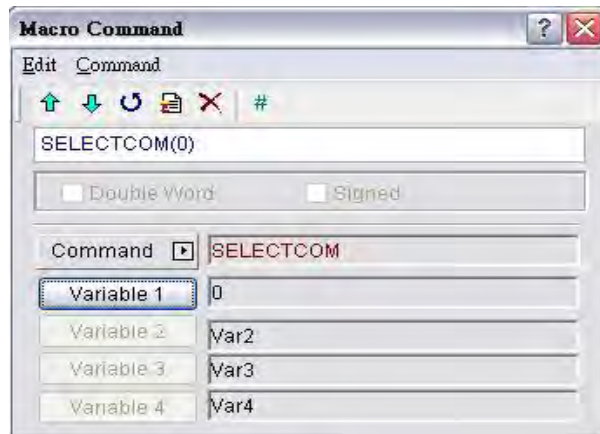 Macro Command
Edit Command
#
SELECTCOM(0)
Double Word Signed
Command SELECTCOM
Variable 1 0
Variable 2 Var2
Variable 3 Var3
Variable 4 Var4